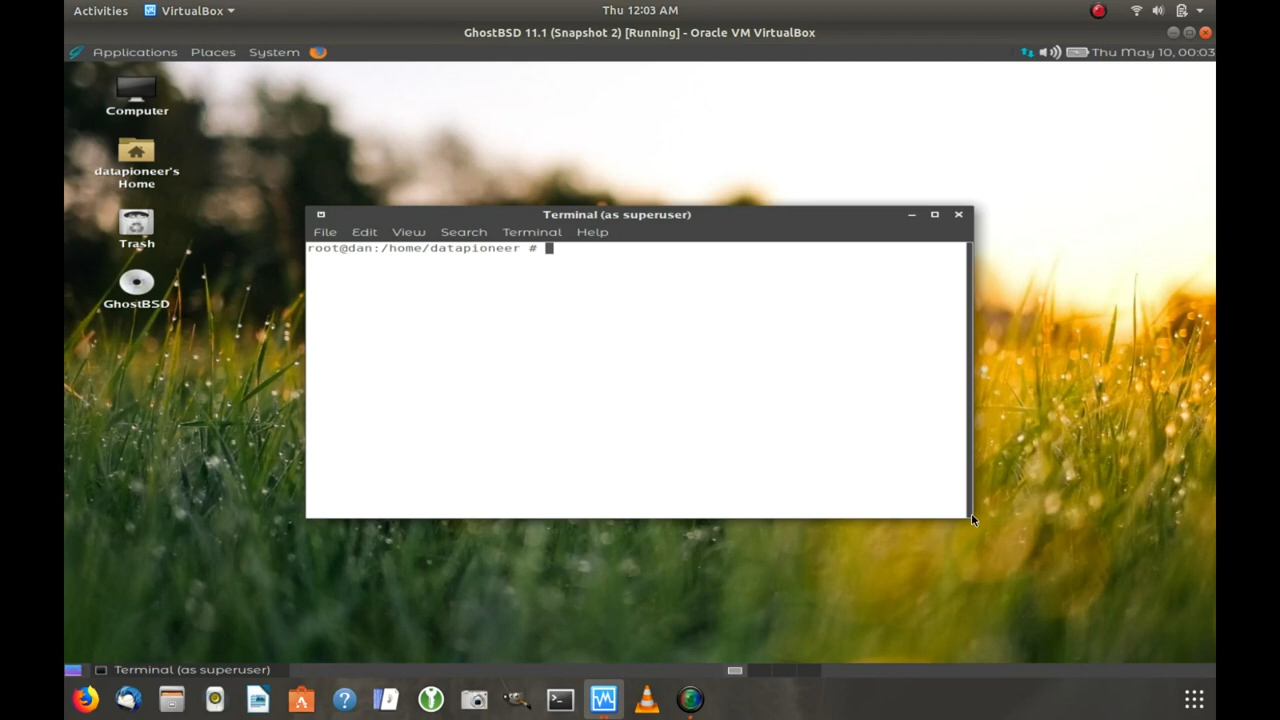 Activities VirtualBox Thu 12:03 AM
GhostBSD 11.1 (Snapshot 2) [Running] - Oracle VM VirtualBox
Applications Places System Thu May 10, 00:03
Computer
datapioneer's
Home
Trash
GhostBSD
Terminal (as superuser)
File Edit View Search Terminal Help
root@dan:/home/datapioneer #
Terminal (as superuser)